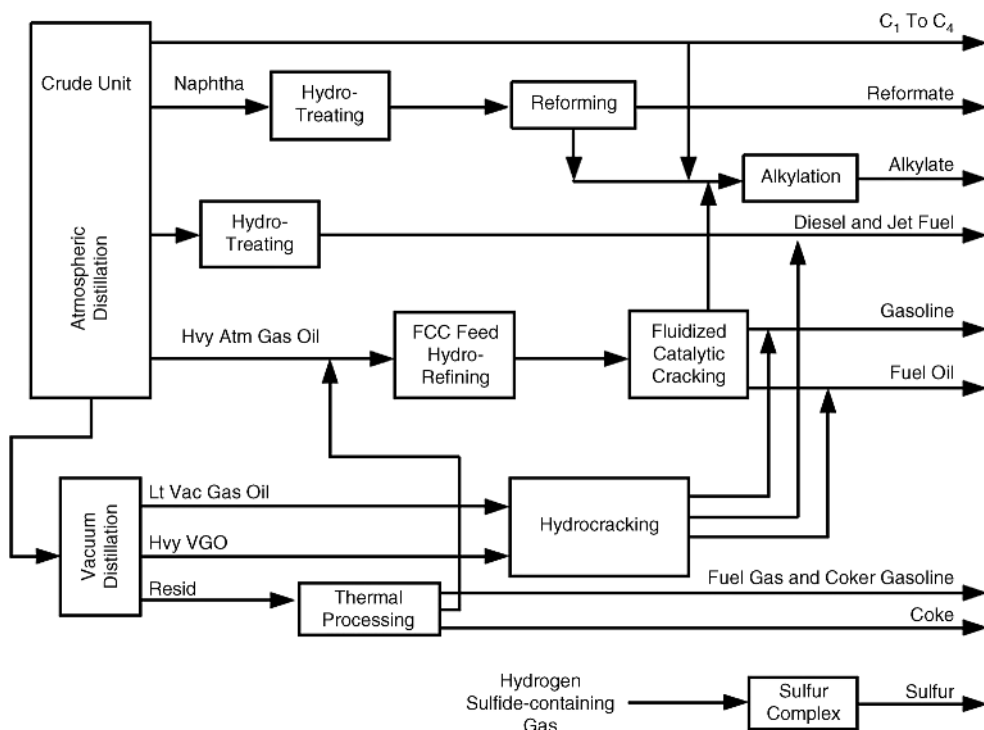 C1 To C4
Crude Unit
Naphtha
Hydro-
Treating
Reforming
Reformate
Alkylation
Alkylate
Hydro-
Treating
Diesel and Jet Fuel
Atmospheric
Distillation
Hvy Atm Gas Oil
FCC Feed
Hydro-
Refining
Fluidized
Catalytic
Cracking
Gasoline
Fuel Oil
Vacuum
Distillation
Lt Vac Gas Oil
Hvy VGO
Resid
Hydrocracking
Thermal
Processing
Fuel Gas and Coker Gasoline
Coke
Hydrogen
Sulfide-containing
Gas
Sulfur
Complex
Sulfur